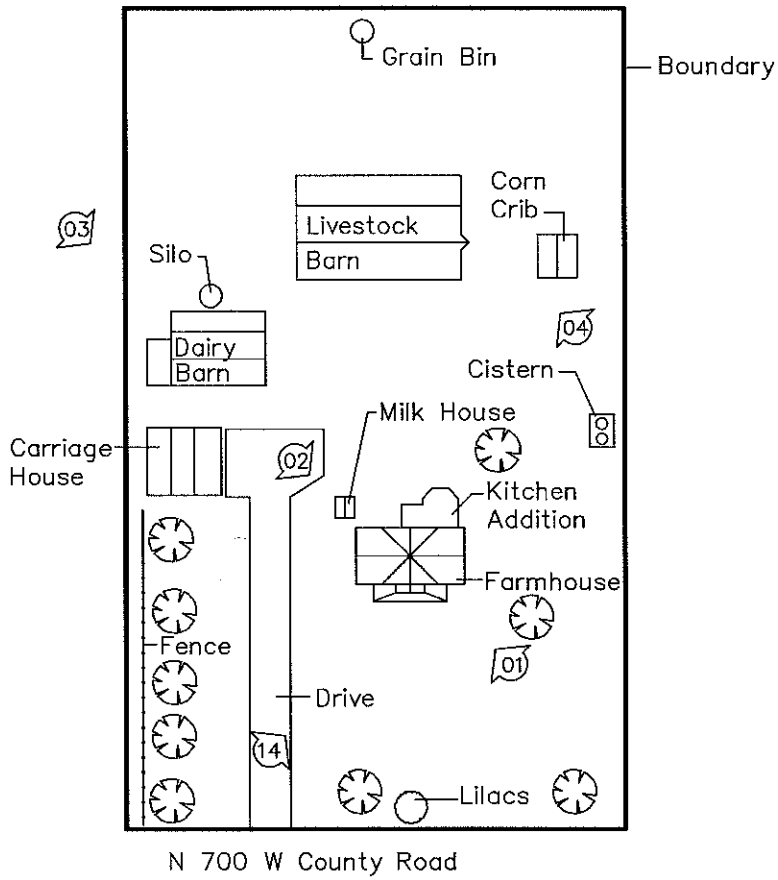 Grain Bin
Boundary
Corn
Crib
Livestock
Barn
03
Silo
04
Dairy
Barn
Cistern
Milk House
Carriage
House
02
Kitchen
Addition
Farmhouse
Fence
01
Drive
14
Lilacs
N 700 W County Road